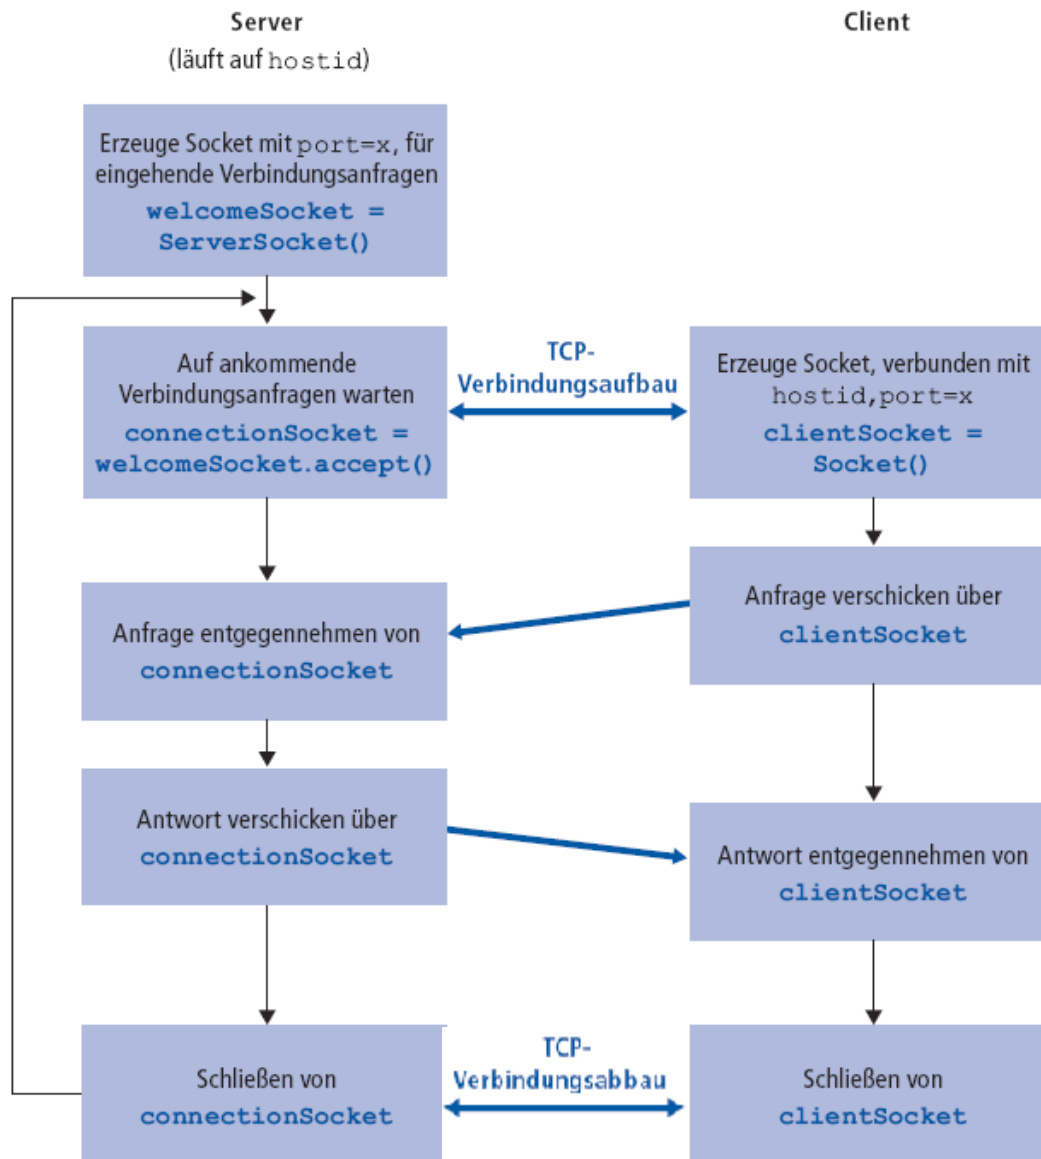 Server
(läuft auf hostid)
Client
Erzeuge Socket mit port=x, für
eingehende Verbindungsanfragen
welcomeSocket =
ServerSocket()
Auf ankommende
Verbindungsanfragen warten
connectionSocket =
welcomeSocket.accept()
TCP-
Verbindungsaufbau
Erzeuge Socket, verbunden mit
hostid,port=x
clientSocket =
Socket()
Anfrage verschicken über
clientSocket
Anfrage entgegennehmen von
connectionSocket
Antwort verschicken über
connectionSocket
Antwort entgegennehmen von
clientSocket
Schließen von
connectionSocket
TCP-
Verbindungsabbau
Schließen von
clientSocket